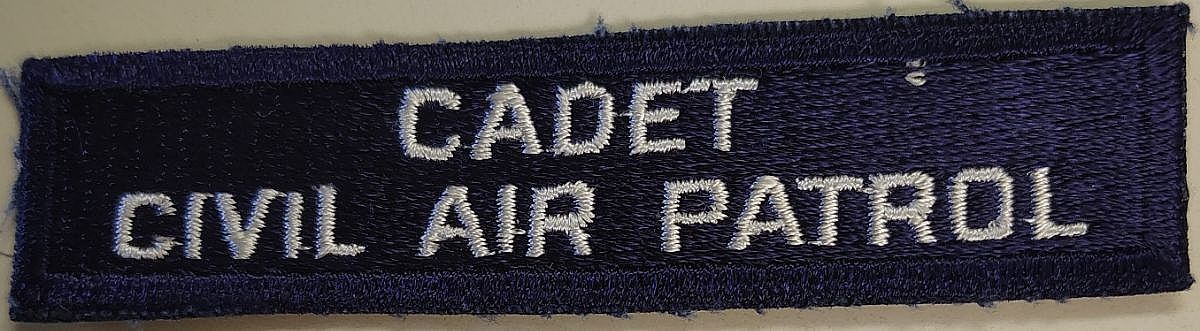 CADET
CIVIL AIR PATROL